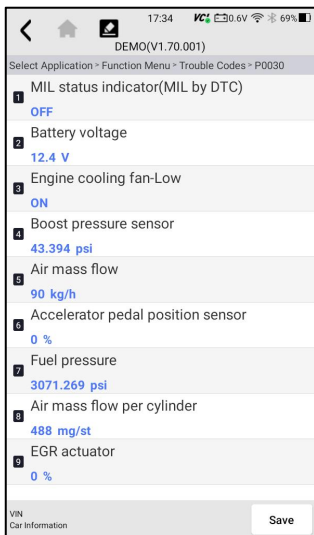 17:34 VC 0.6V 69%
DEMO(V1.70.001)
Select Application > Function Menu > Trouble Codes > P0030
1 MIL status indicator(MIL by DTC)
OFF
2 Battery voltage
12.4 V
3 Engine cooling fan-Low
ON
4 Boost pressure sensor
43.394 psi
5 Air mass flow
90 kg/h
6 Accelerator pedal position sensor
0 %
7 Fuel pressure
3071.269 psi
8 Air mass flow per cylinder
488 mg/st
9 EGR actuator
0 %
VIN
Car Information
Save